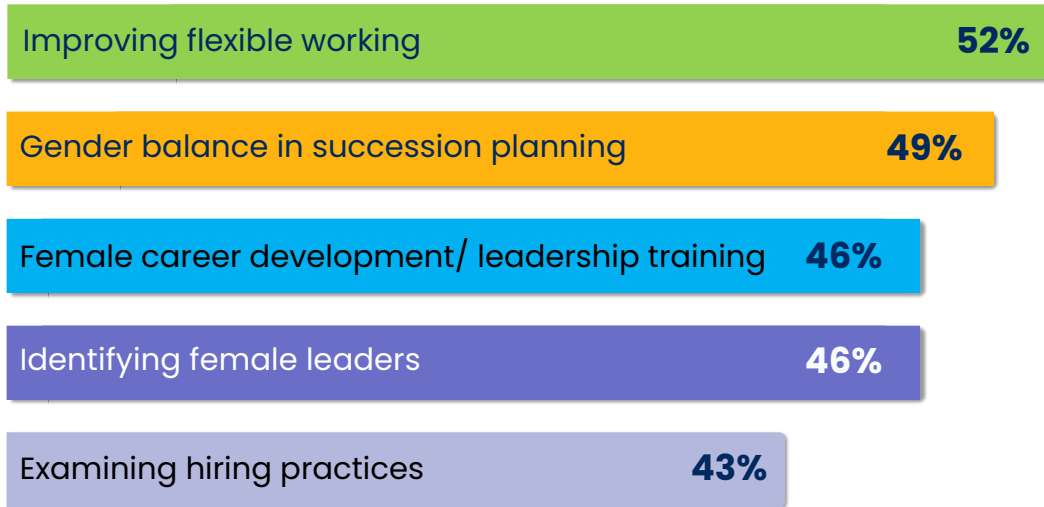 Improving flexible working 52%
Gender balance in succession planning 49%
Female career development/ leadership training 46%
Identifying female leaders 46%
Examining hiring practices 43%